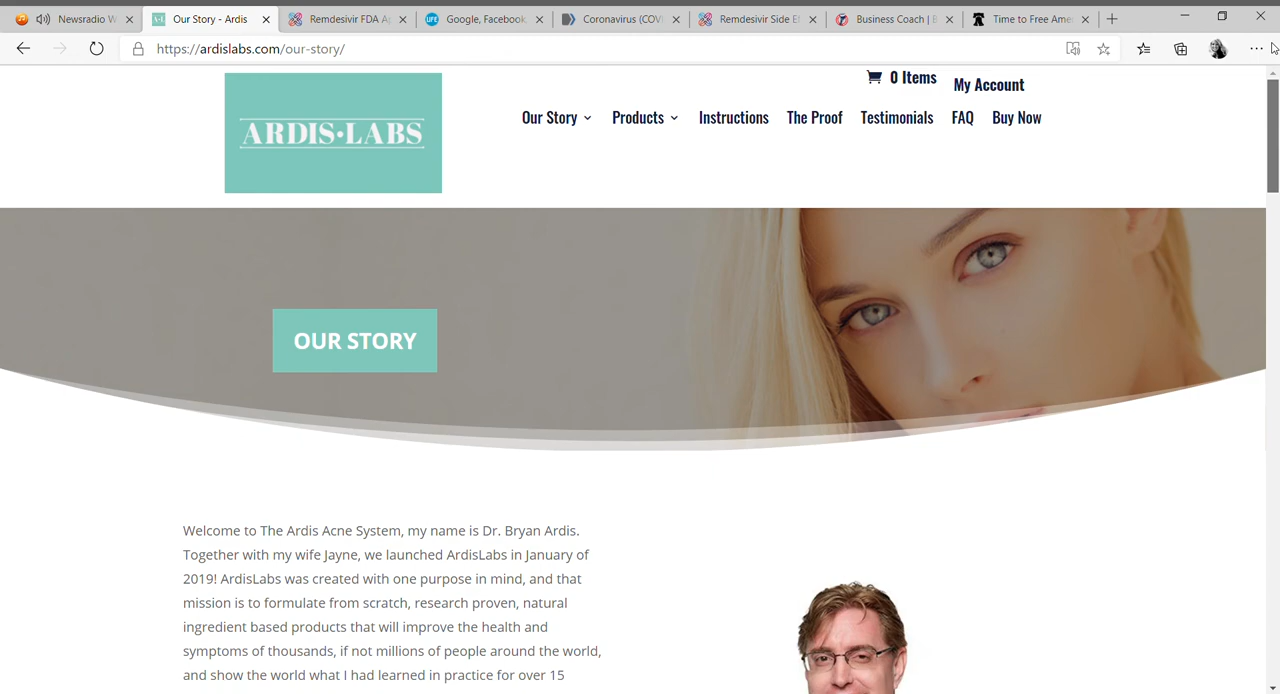 Newsradio W
Our Story - Ardis
Remdesivir FDA Ap
UFE
Google, Facebook,
Coronavirus (COVI
Remdesivir Side Ef
Business Coach | B
Time to Free Ame
https://ardislabs.com/our-story/
0 Items
My Account
ARDIS•LABS
Our Story
Products
Instructions
The Proof
Testimonials
FAQ
Buy Now
OUR STORY
Welcome to The Ardis Acne System, my name is Dr. Bryan Ardis.
Together with my wife Jayne, we launched ArdisLabs in January of
2019! ArdisLabs was created with one purpose in mind, and that
mission is to formulate from scratch, research proven, natural
ingredient based products that will improve the health and
symptoms of thousands, if not millions of people around the world,
and show the world what I had learned in practice for over 15